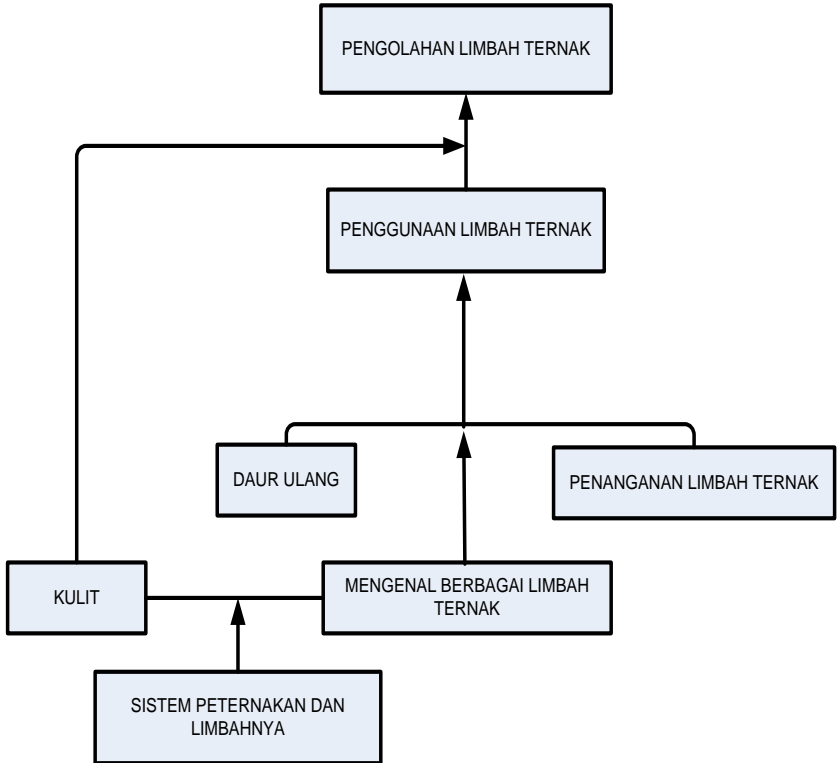 PENGOLAHAN LIMBAH TERNAK
PENGGUNAAN LIMBAH TERNAK
DAUR ULANG
PENANGANAN LIMBAH TERNAK
KULIT
MENGENAL BERBAGAI LIMBAH
TERNAK
SISTEM PETERNAKAN DAN
LIMBAHNYA